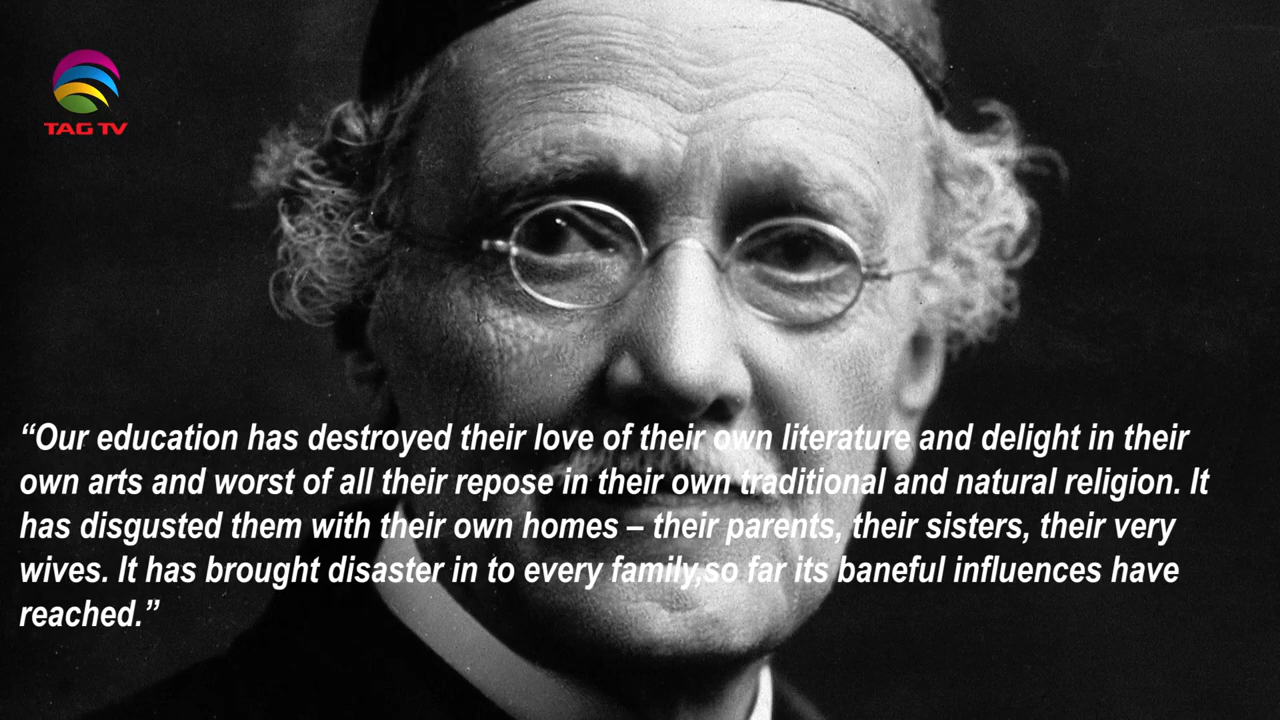 TAG TV
“Our education has destroyed their love of their own literature and delight in their
own arts and worst of all their repose in their own traditional and natural religion. It
has disgusted them with their own homes – their parents, their sisters, their very
wives. It has brought disaster in to every family,so far its baneful influences have
reached.”